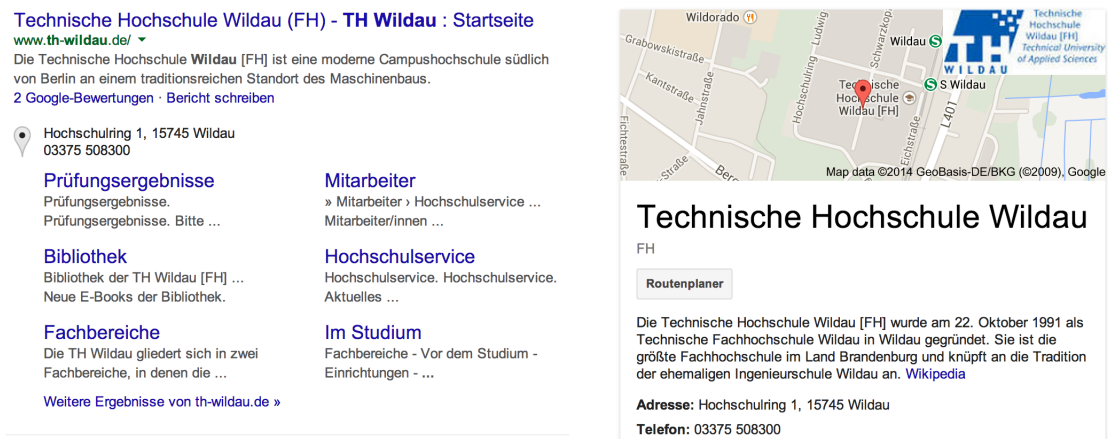 Technische Hochschule Wildau (FH) - TH Wildau : Startseite
www.th-wildau.de/
Die Technische Hochschule Wildau [FH] ist eine moderne Campushochschule südlich
von Berlin an einem traditionsreichen Standort des Maschinenbaus.
2 Google-Bewertungen · Bericht schreiben
Hochschulring 1, 15745 Wildau
03375 508300
Prüfungsergebnisse
Prüfungsergebnisse.
Prüfungsergebnisse. Bitte ...
Mitarbeiter
» Mitarbeiter › Hochschulservice ...
Mitarbeiter/innen ...
Bibliothek
Bibliothek der TH Wildau [FH] ...
Neue E-Books der Bibliothek.
Hochschulservice
Hochschulservice. Hochschulservice.
Aktuelles ...
Fachbereiche
Die TH Wildau gliedert sich in zwei
Fachbereiche, in denen die ...
Im Studium
Fachbereiche - Vor dem Studium -
Einrichtungen - ...
Weitere Ergebnisse von th-wildau.de »
Wildorado
Grabowskistraße
Kantstraße
Jahnstraße
Fichtestraße
Hochschulring
Ludwig
Schwarzkop
Wildau
S
S
S Wildau
Technische
Hochschule
Wildau [FH]
Eichstraße
L401
Berg
TH
WILDAU
Technische
Hochschule
Wildau [FH]
Technical University
of Applied Sciences
Map data ©2014 GeoBasis-DE/BKG (©2009), Google
Technische Hochschule Wildau
FH
Routenplaner
Die Technische Hochschule Wildau [FH] wurde am 22. Oktober 1991 als
Technische Fachhochschule Wildau in Wildau gegründet. Sie ist die
größte Fachhochschule im Land Brandenburg und knüpft an die Tradition
der ehemaligen Ingenieurschule Wildau an. Wikipedia
Adresse: Hochschulring 1, 15745 Wildau
Telefon: 03375 508300